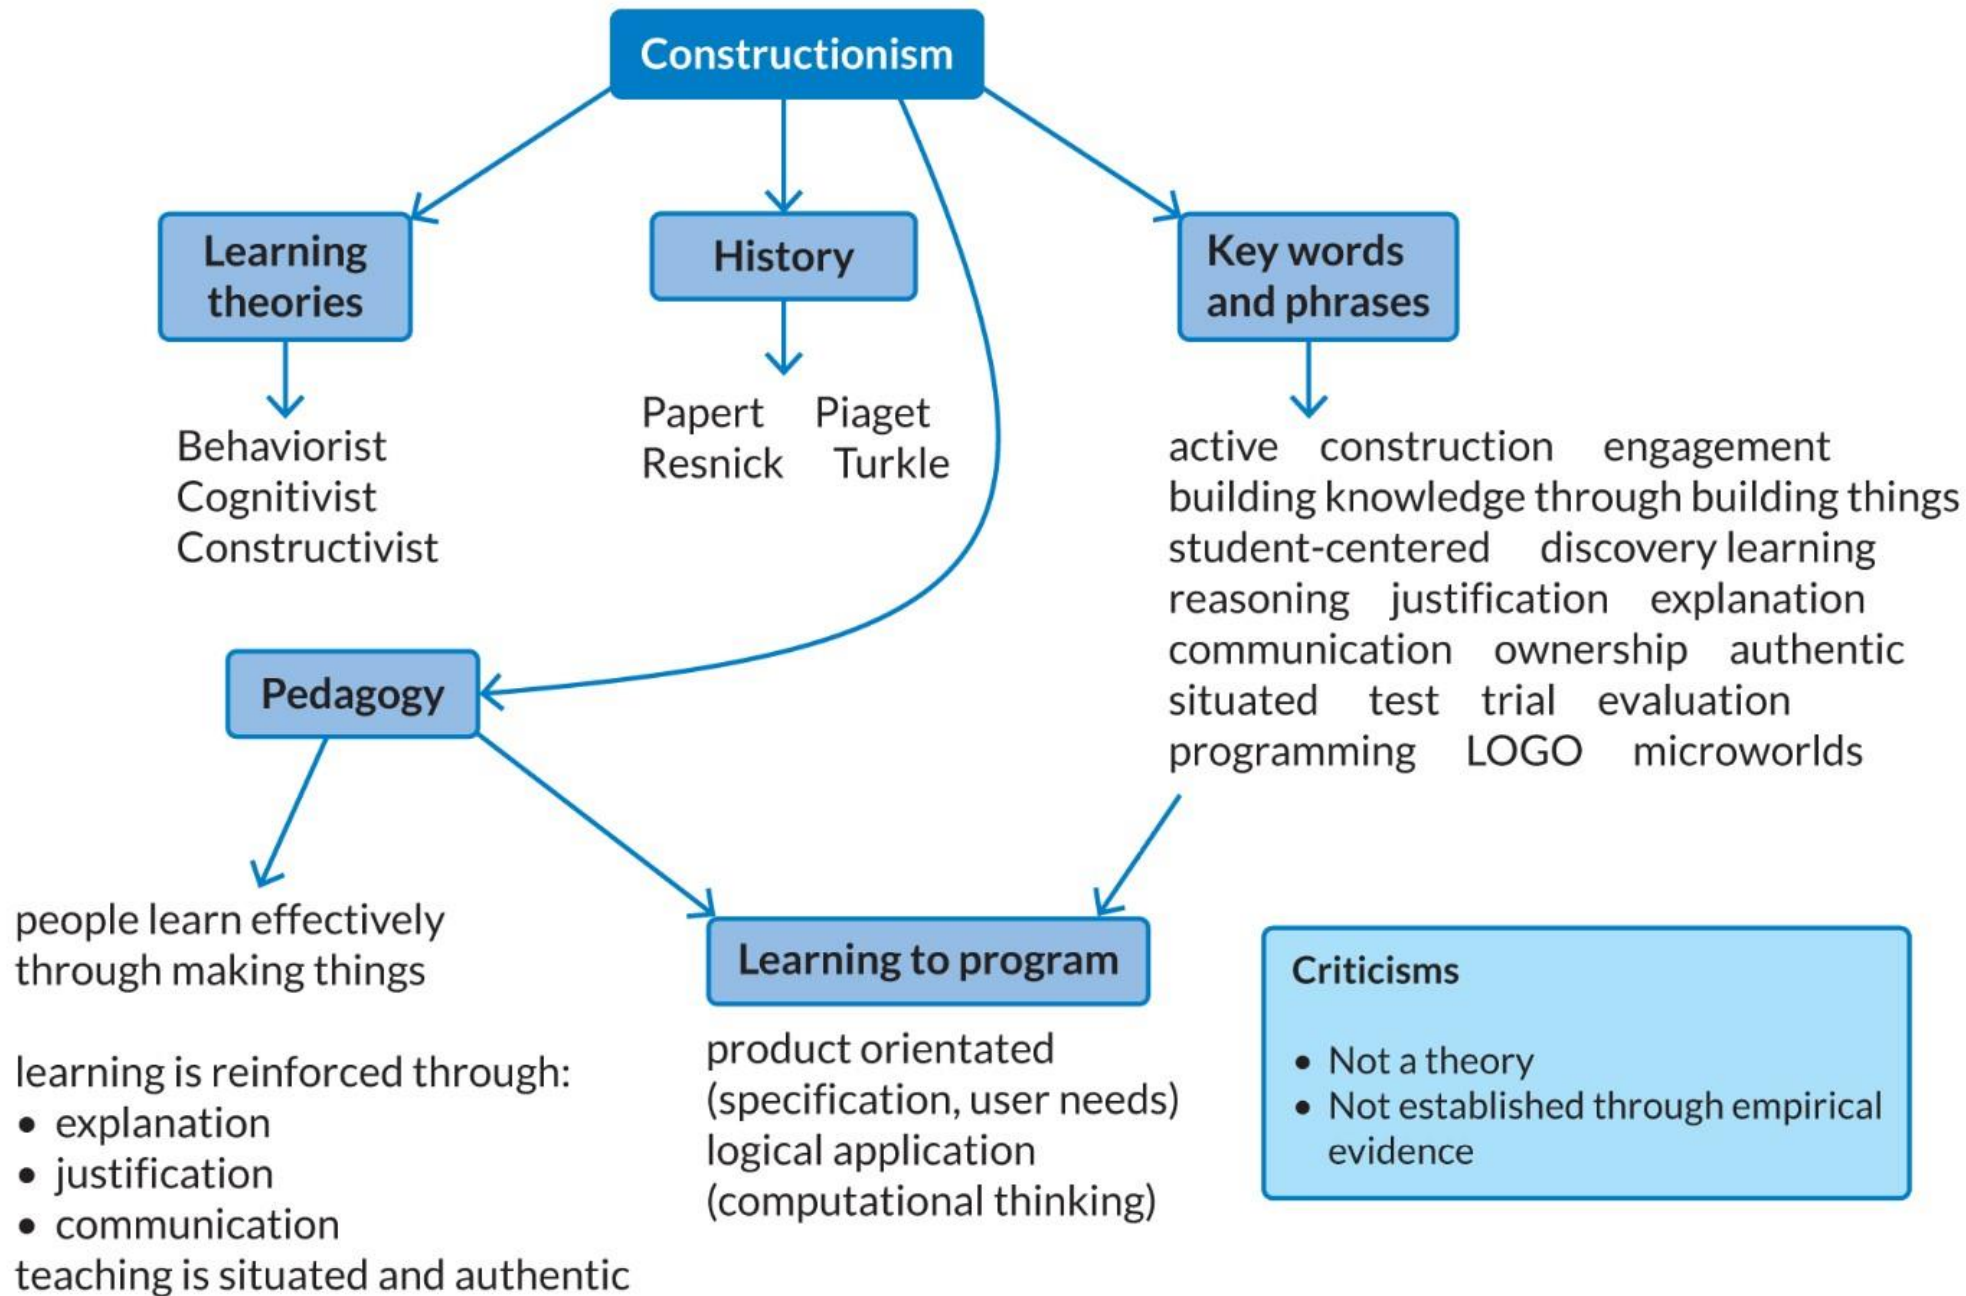 Constructionism
Learning
theories
History
Key words
and phrases
Behaviorist
Cognitivist
Constructivist
Papert Piaget
Resnick Turkle
active construction engagement
building knowledge through building things
student-centered discovery learning
reasoning justification explanation
communication ownership authentic
situated test trial evaluation
programming LOGO microworlds
Pedagogy
people learn effectively
through making things
learning is reinforced through:
• explanation
• justification
• communication
teaching is situated and authentic
Learning to program
product orientated
(specification, user needs)
logical application
(computational thinking)
Criticisms
• Not a theory
• Not established through empirical
evidence